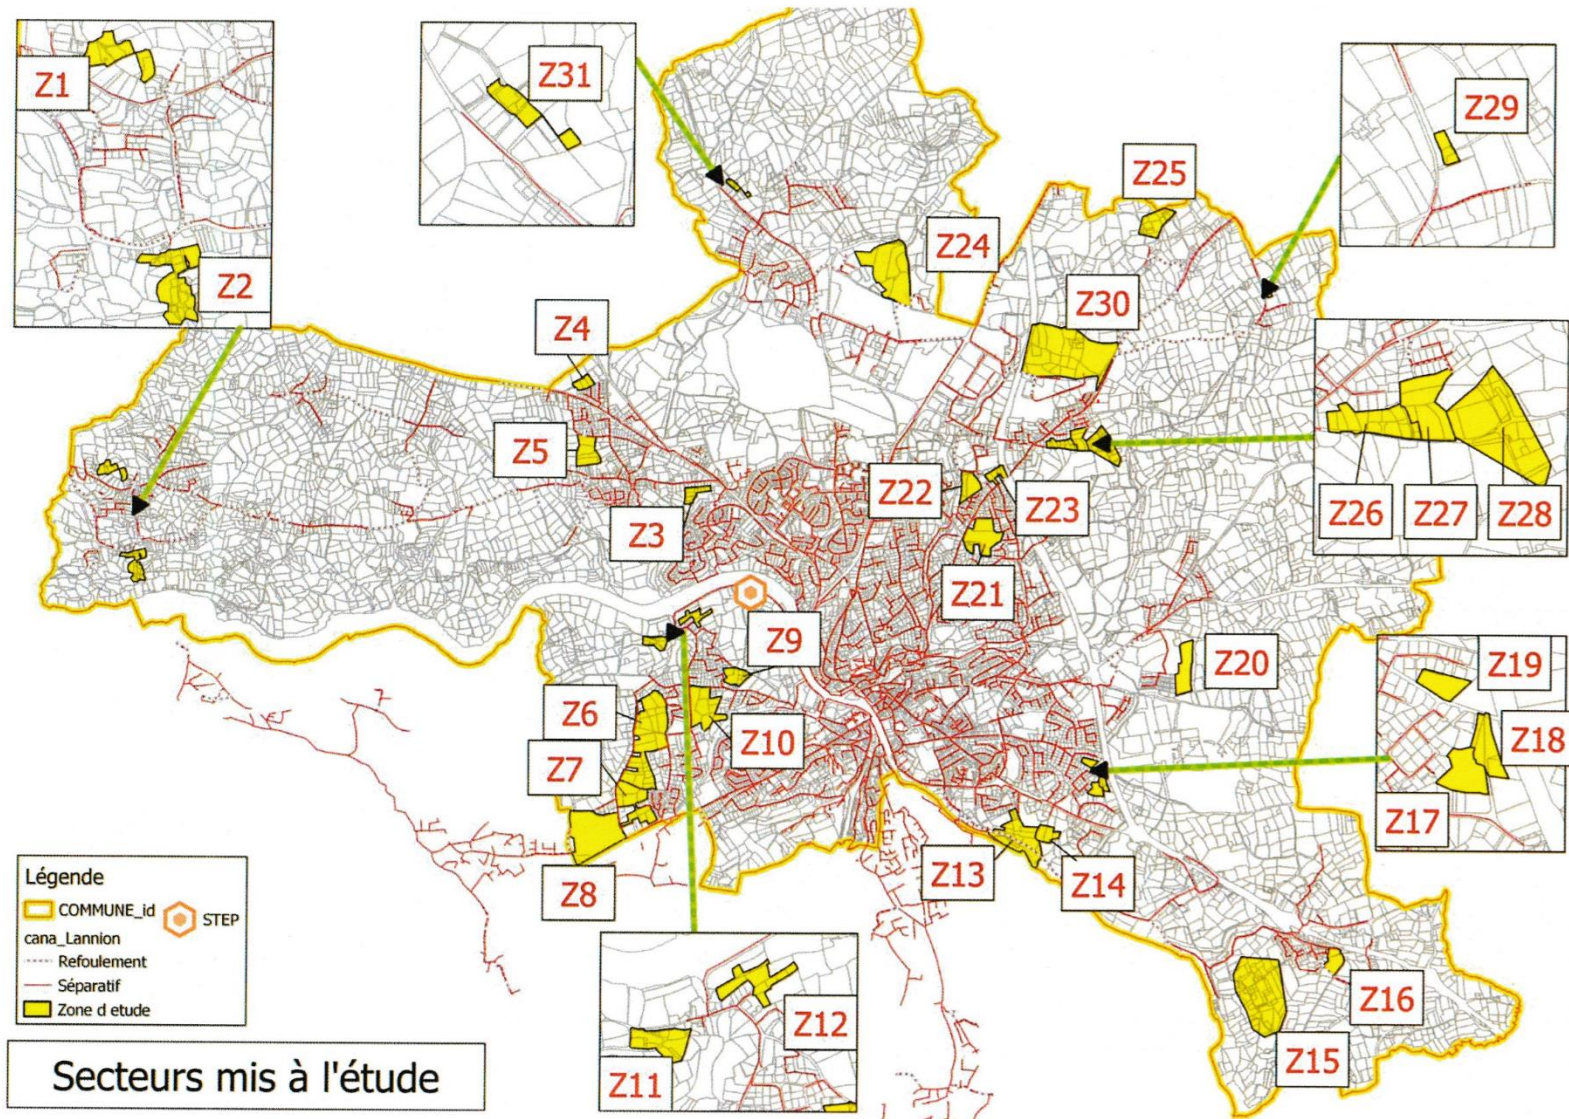 Z1
Z2
Z31
Z29
Z25
Z24
Z30
Z4
Z5
Z3
Z22
Z23
Z21
Z26
Z27
Z28
Z9
Z20
Z6
Z10
Z7
Z19
Z18
Z17
Z8
Z13
Z14
Z12
Z11
Z16
Z15
Légende
COMMUNE_id
STEP
cana_Lannion
Refoulement
Séparatif
Zone d etude
Secteurs mis à l'étude